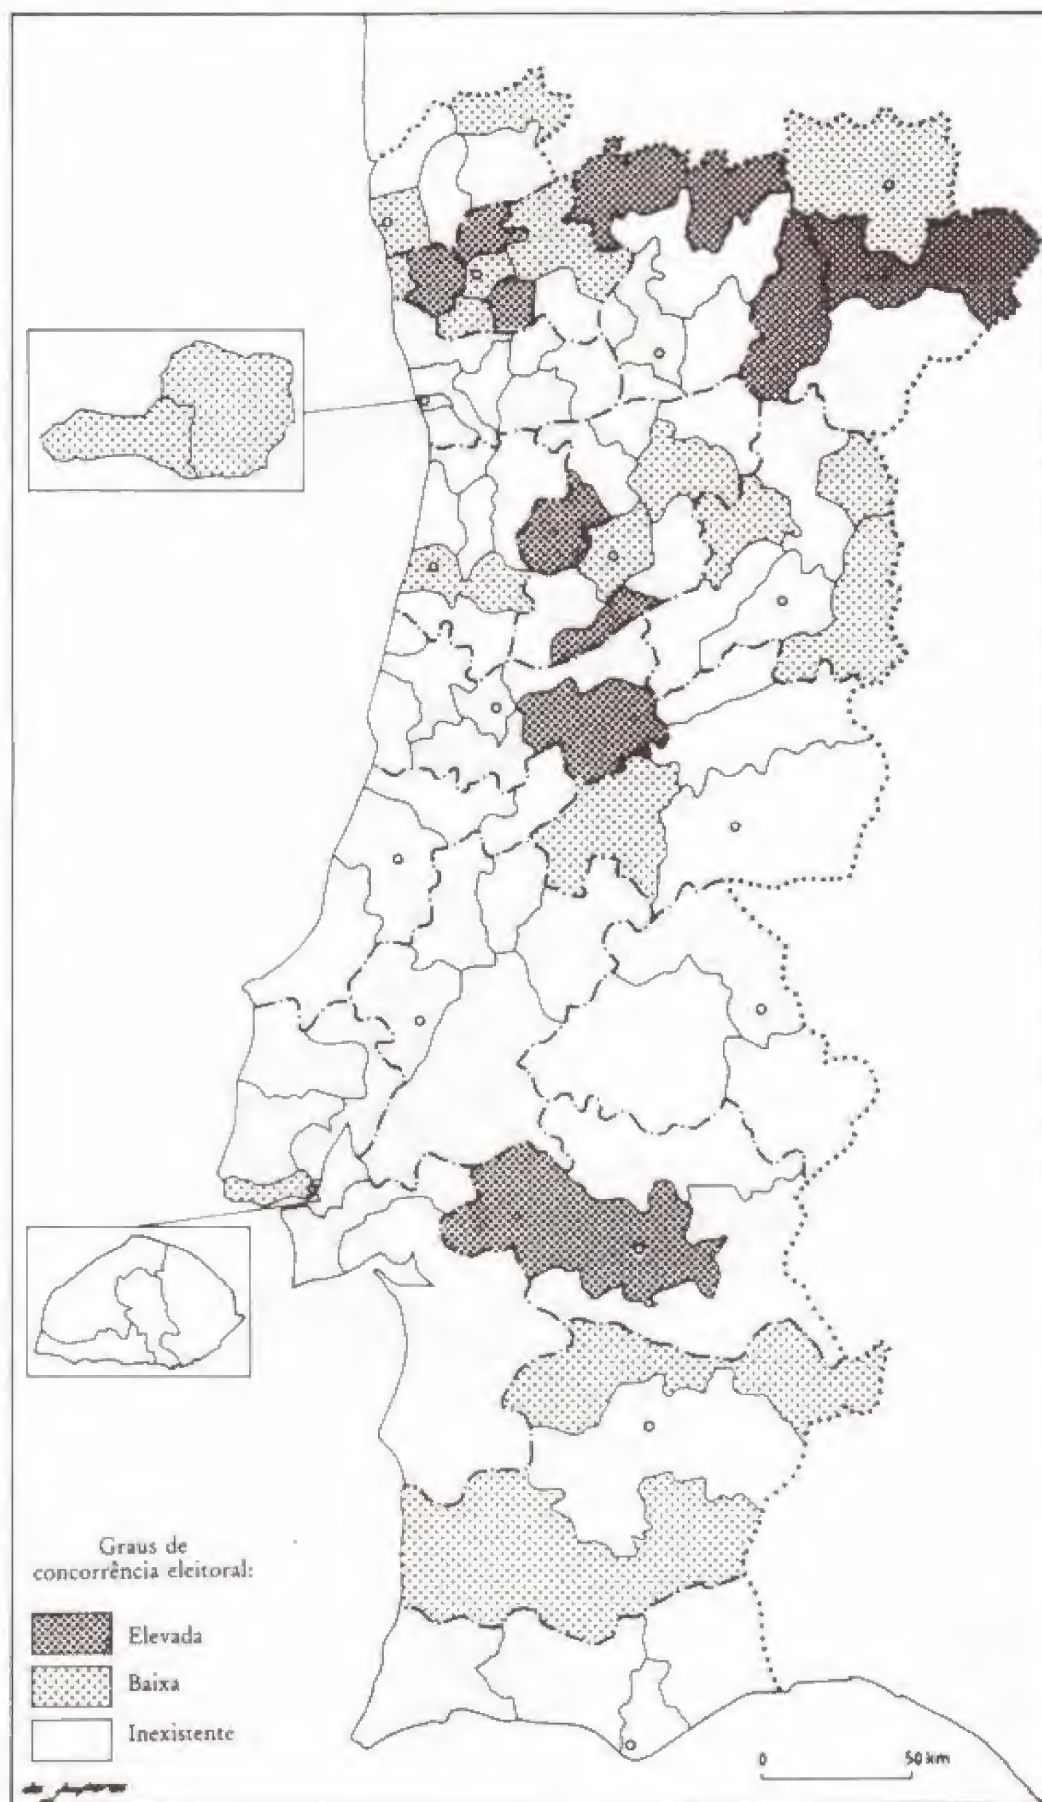 Graus de
concorrência eleitoral:
Elevada
Baixa
Inexistente
0 50 km